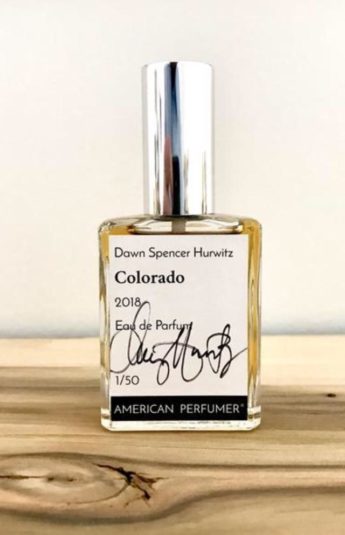 Dawn Spencer Hurwitz
Colorado
2018
Eau de Parfum
1/50
AMERICAN PERFUMER®